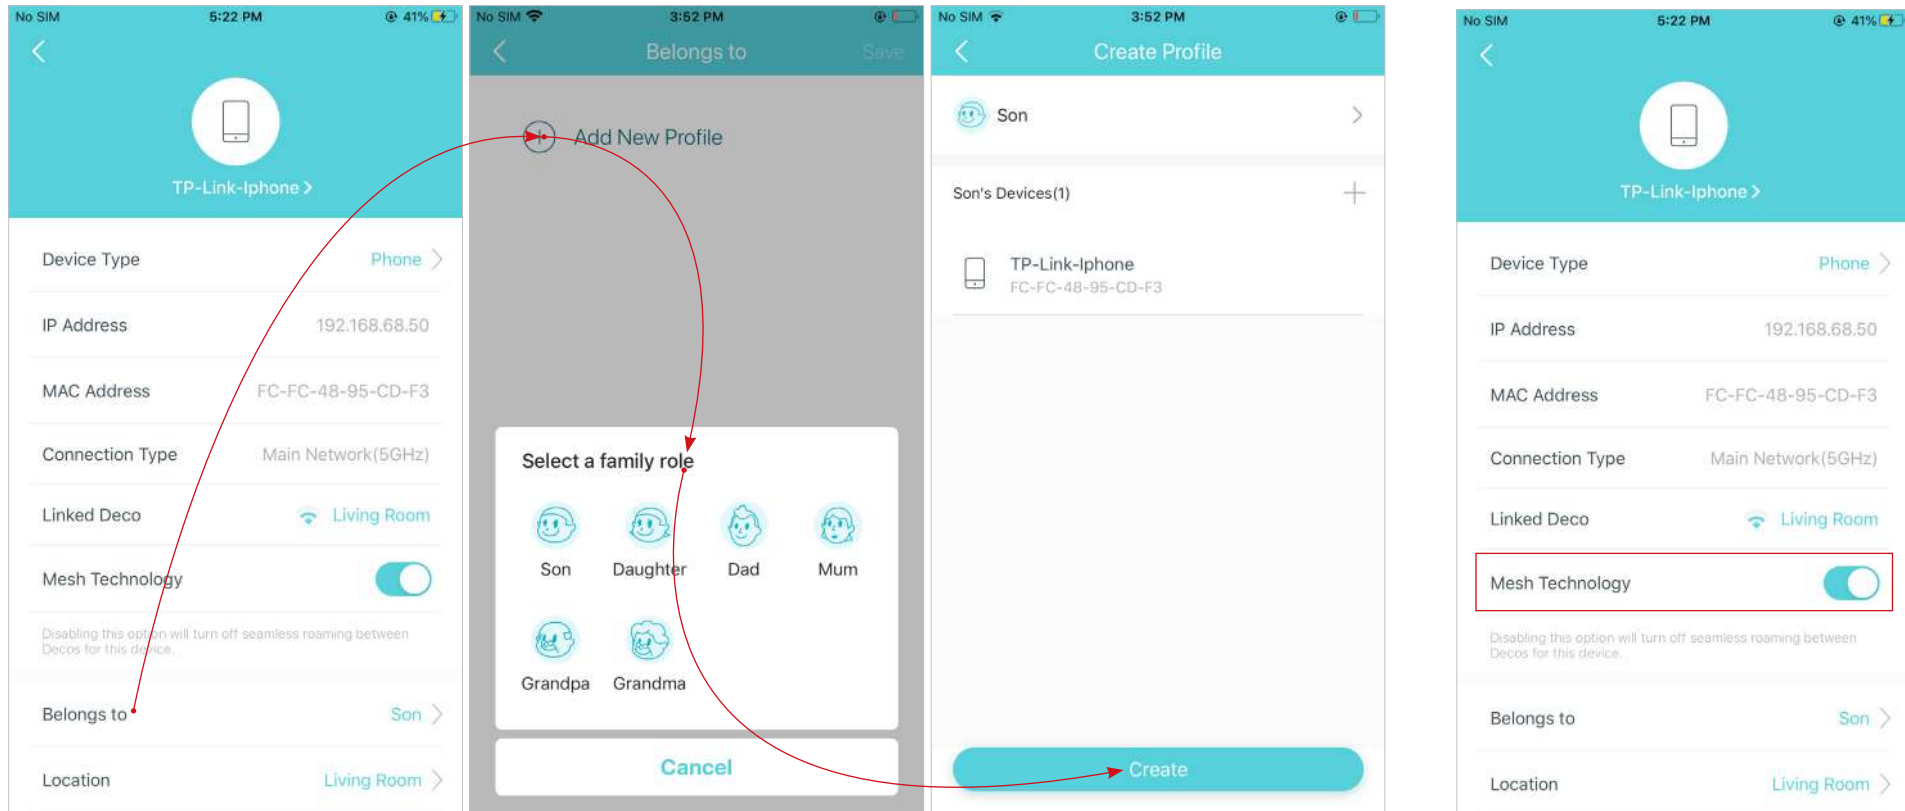 No SIM 5:22 PM 41%
TP-Link-Iphone >
Device Type Phone
IP Address 192.168.68.50
MAC Address FC-FC-48-95-CD-F3
Connection Type Main Network(5GHz)
Linked Deco Living Room
Mesh Technology
Disabling this option will turn off seamless roaming between
Decos for this device.
Belongs to Son
Location Living Room
No SIM 3:52 PM
Belongs to Save
Add New Profile
Select a family role
Son Daughter Dad Mum
Grandpa Grandma
Cancel
No SIM 3:52 PM
Create Profile
Son
Son's Devices(1)
TP-Link-Iphone
FC-FC-48-95-CD-F3
Create
No SIM 5:22 PM 41%
TP-Link-Iphone >
Device Type Phone
IP Address 192.168.68.50
MAC Address FC-FC-48-95-CD-F3
Connection Type Main Network(5GHz)
Linked Deco Living Room
Mesh Technology
Disabling this option will turn off seamless roaming between
Decos for this device.
Belongs to Son
Location Living Room